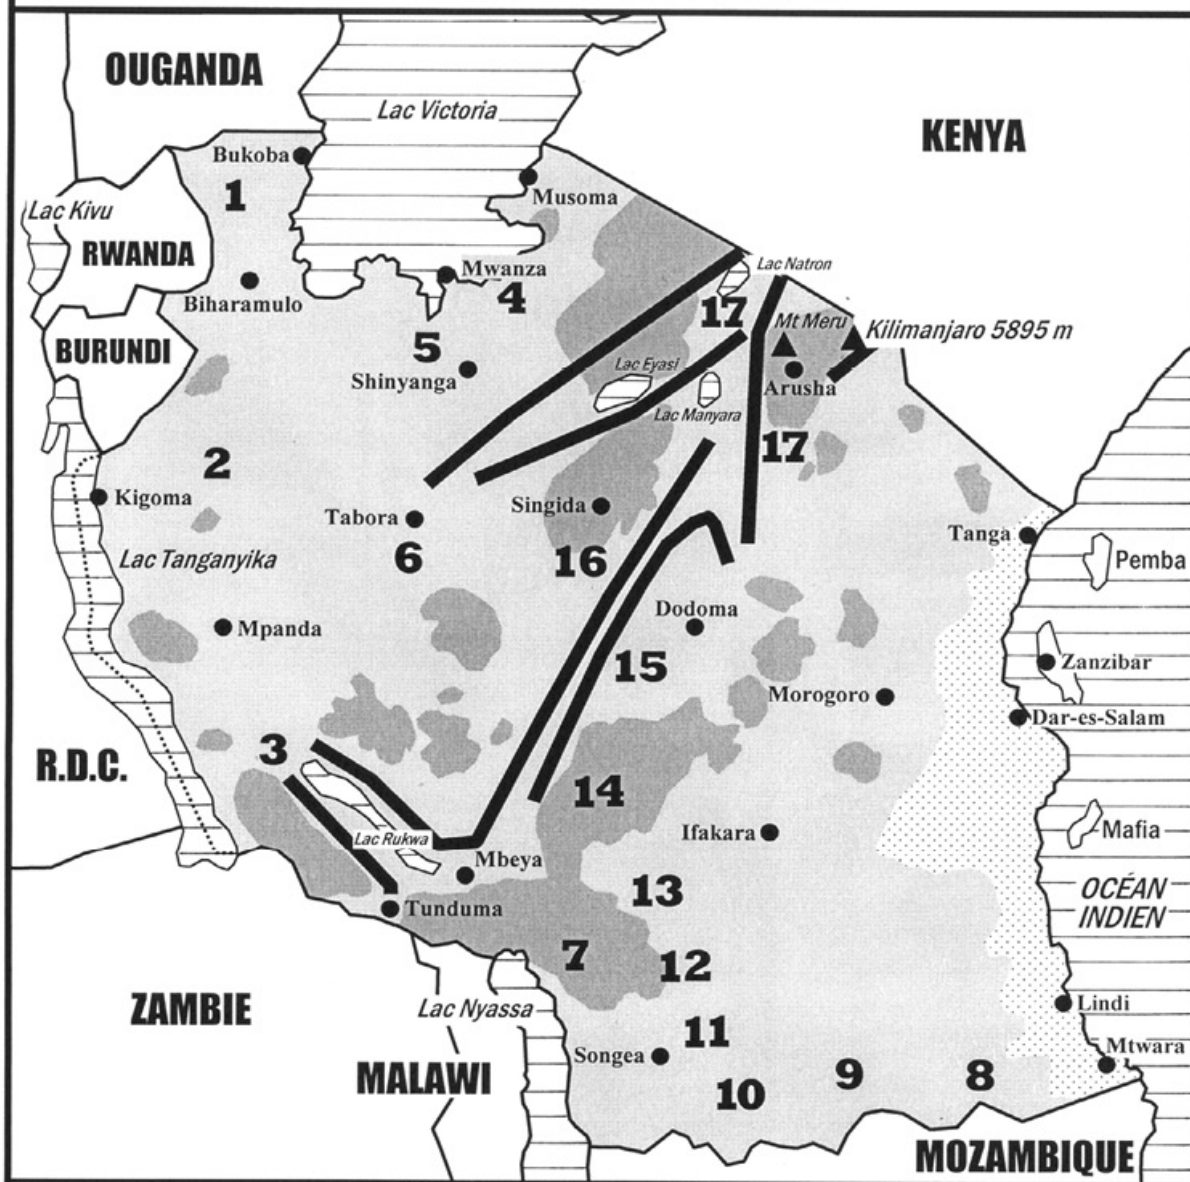 OUGANDA
Lac Victoria
KENYA
Bukoba
1
Musoma
Lac Kivu
RWANDA
Lac Natron
Mwanza
Biharamulo
4
17
Mt Meru
Kilimanjaro 5895 m
BURUNDI
5
Shinyanga
Lac Eyasi
Arusha
Lac Manyara
17
2
Kigoma
Singida
Tabora
Tanga
6
16
Lac Tanganyika
Pemba
Dodoma
Mpanda
15
Zanzibar
Morogoro
Dar-es-Salam
3
R.D.C.
14
Lac Rukwa
Ifakara
Mafia
Mbeya
13
OCÉAN
INDIEN
Tunduma
7
12
ZAMBIE
Lac Nyassa
Lindi
11
Songea
Mtwara
MALAWI
9
8
10
MOZAMBIQUE